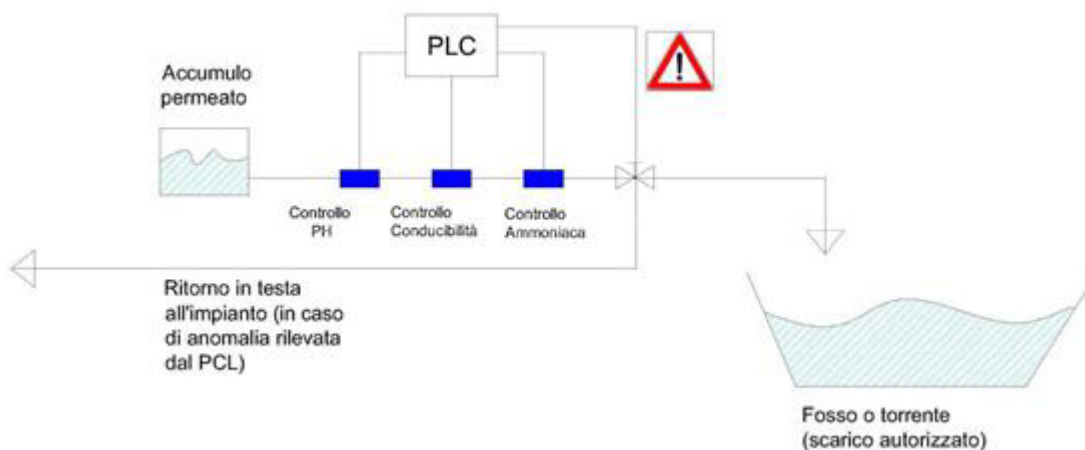 PLC
!
Accumulo
permeato
Controllo
PH
Controllo
Conducibilità
Controllo
Ammoniaca
Ritorno in testa
all'impianto (in caso
di anomalia rilevata
dal PCL)
Fosso o torrente
(scarico autorizzato)